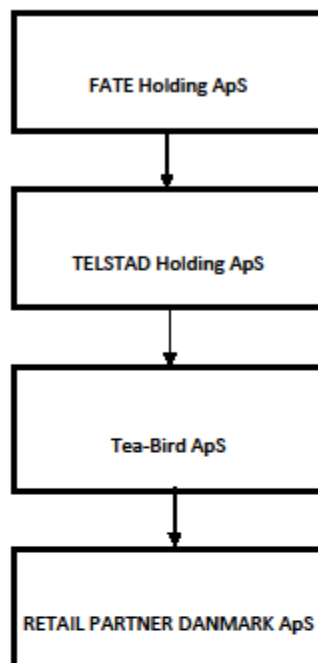 FATE Holding ApS
TELSTAD Holding ApS
Tea-Bird ApS
RETAIL PARTNER DANMARK ApS